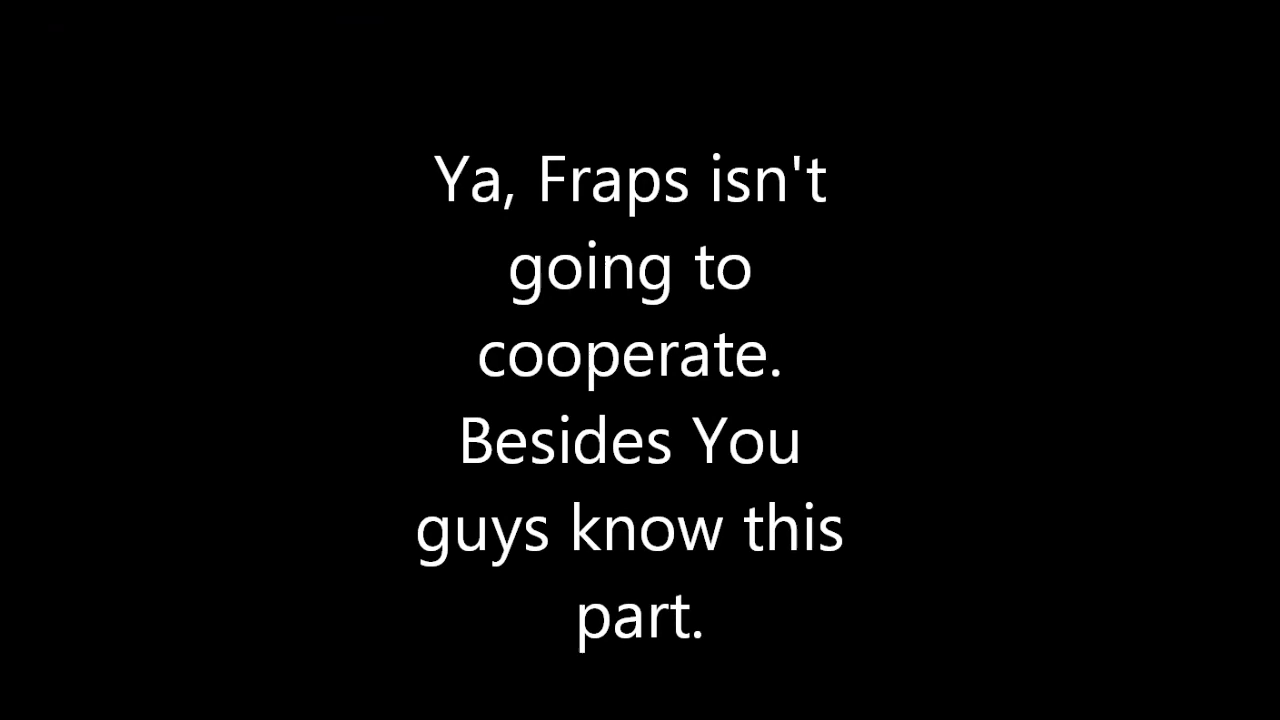 Ya, Fraps isn't
going to
cooperate.
Besides You
guys know this
part.